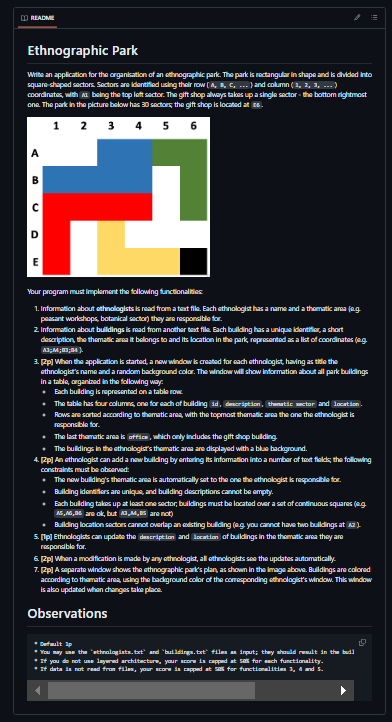 README
Ethnographic Park
Write an application for the organisation of an ethnographic park. The park is rectangular in shape and is divided into
square-shaped sectors. Sectors are identified using their row ( A, B, C, ... ) and column ( 1, 2, 3, ... )
coordinates, with A1 being the top left sector. The gift shop always takes up a single sector - the bottom rightmost
one. The park in the picture below has 30 sectors; the gift shop is located at E6 .
1 2 3 4 5 6
A
B
C
D
E
Your program must implement the following functionalities:
1. Information about ethnologists is read from a text file. Each ethnologist has a name and a thematic area (e.g.
peasant workshops, botanical sector) they are responsible for.
2. Information about buildings is read from another text file. Each building has a unique identifier, a short
description, the thematic area it belongs to and its location in the park, represented as a list of coordinates (e.g.
A3;A4;B3;B4 ).
3. [2p] When the application is started, a new window is created for each ethnologist, having as title the
ethnologist's name and a random background color. The window will show information about all park buildings
in a table, organized in the following way:
• Each building is represented on a table row.
• The table has four columns, one for each of building id , description , thematic sector and location .
• Rows are sorted according to thematic area, with the topmost thematic area the one the ethnologist is
responsible for.
• The last thematic area is office , which only includes the gift shop building.
• The buildings in the ethnologist's thematic area are displayed with a blue background.
4. [2p] An ethnologist can add a new building by entering its information into a number of text fields; the following
constraints must be observed:
• The new building's thematic area is automatically set to the one the ethnologist is responsible for.
• Building identifiers are unique, and building descriptions cannot be empty.
• Each building takes up at least one sector; buildings must be located over a set of continuous squares (e.g.
A5,A6,B6 are ok, but A3,A4,B5 are not)
• Building location sectors cannot overlap an existing building (e.g. you cannot have two buildings at A2 ).
5. [1p] Ethnologists can update the description and location of buildings in the thematic area they are
responsible for.
6. [2p] When a modification is made by any ethnologist, all ethnologists see the updates automatically.
7. [2p] A separate window shows the ethnographic park's plan, as shown in the image above. Buildings are colored
according to thematic area, using the background color of the corresponding ethnologist's window. This window
is also updated when changes take place.
Observations
* Default 1p
* You may use the `ethnologists.txt` and `buildings.txt` files as input; they should result in the buil
* If you do not use layered architecture, your score is capped at 50% for each functionality.
* If data is not read from files, your score is capped at 50% for functionalities 3, 4 and 5.